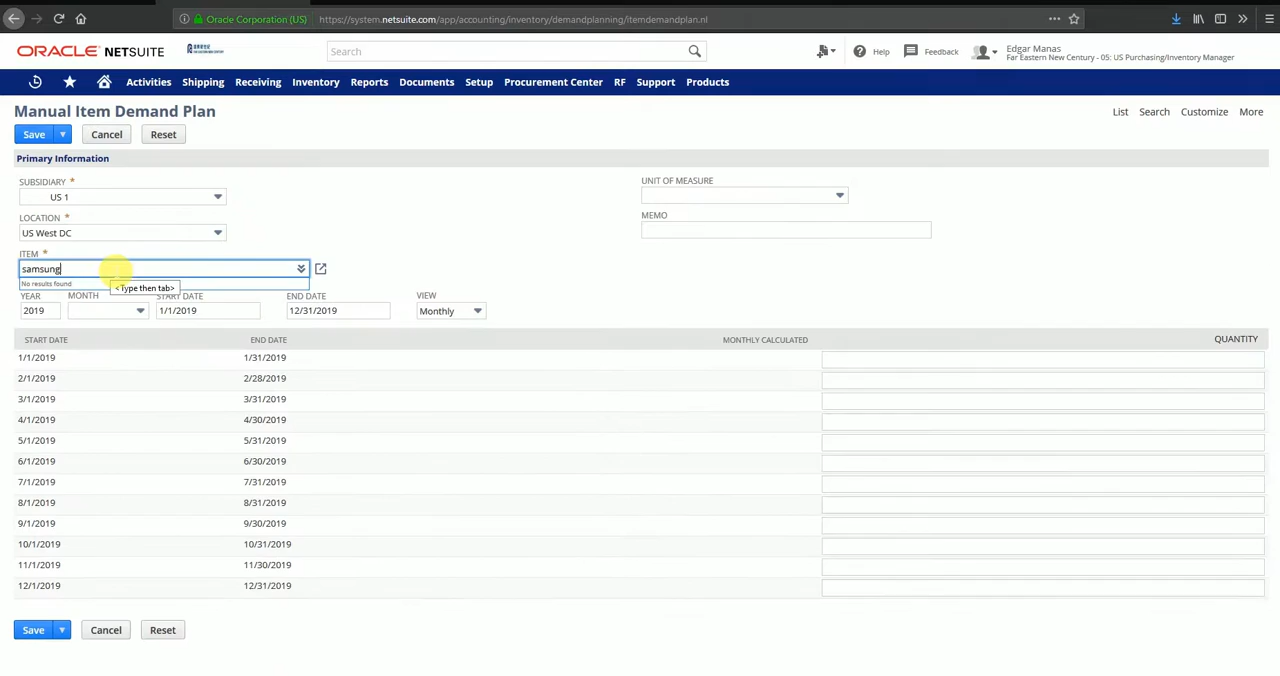 Oracle Corporation (US) https://system.netsuite.com/app/accounting/inventory/demandplanning/itemdemandplan.nl
ORACLE NETSUITE Search Help Feedback Edgar Manas
Far Eastern New Century - 05: US Purchasing/Inventory Manager
Activities Shipping Receiving Inventory Reports Documents Setup Procurement Center RF Support Products
Manual Item Demand Plan List Search Customize More
Save Cancel Reset
Primary Information
SUBSIDIARY * UNIT OF MEASURE
US 1
LOCATION * MEMO
US West DC
ITEM *
samsung
No results found <Type then tab>
YEAR MONTH START DATE END DATE VIEW
2019 1/1/2019 12/31/2019 Monthly
START DATE END DATE MONTHLY CALCULATED QUANTITY
1/1/2019 1/31/2019
2/1/2019 2/28/2019
3/1/2019 3/31/2019
4/1/2019 4/30/2019
5/1/2019 5/31/2019
6/1/2019 6/30/2019
7/1/2019 7/31/2019
8/1/2019 8/31/2019
9/1/2019 9/30/2019
10/1/2019 10/31/2019
11/1/2019 11/30/2019
12/1/2019 12/31/2019
Save Cancel Reset